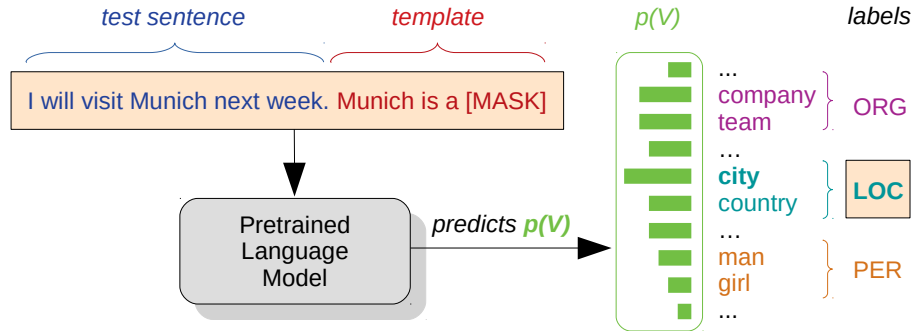 test sentence
template
p(V)
labels
I will visit Munich next week. Munich is a [MASK]
...
company
team
ORG
...
city
country
LOC
Pretrained
Language
Model
predicts p(V)
...
man
girl
PER
...